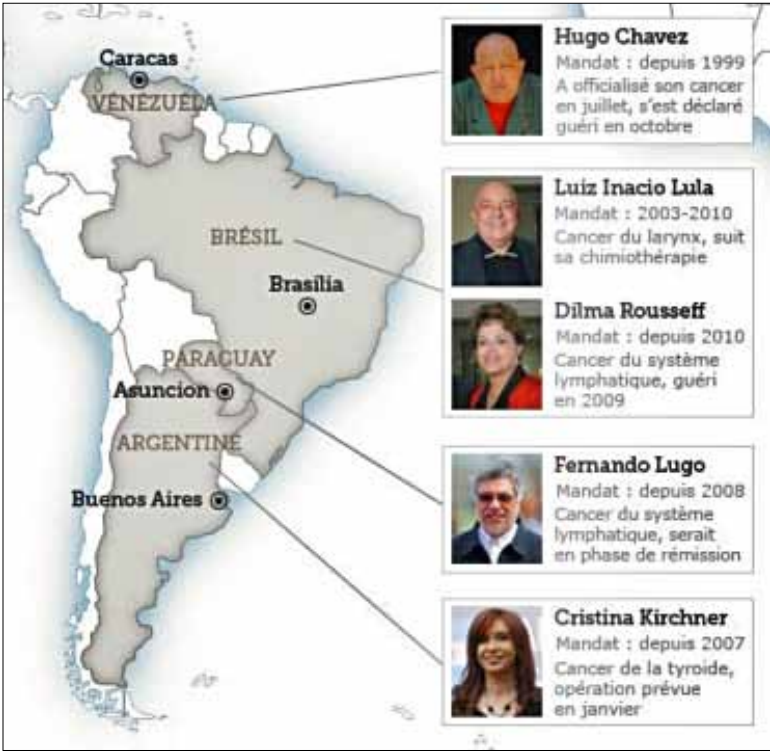 Caracas
VÉNÉZUÉLA
BRÉSIL
Brasília
PARAGUAY
Asuncion
ARGENTINE
Buenos Aires
Hugo Chavez
Mandat : depuis 1999
A officialisé son cancer
en juillet, s'est déclaré
guéri en octobre
Luiz Inacio Lula
Mandat : 2003-2010
Cancer du larynx, suit
sa chimiothérapie
Dilma Rousseff
Mandat : depuis 2010
Cancer du système
lymphatique, guéri
en 2009
Fernando Lugo
Mandat : depuis 2008
Cancer du système
lymphatique, serait
en phase de rémission
Cristina Kirchner
Mandat : depuis 2007
Cancer de la tyroide,
opération prévue
en janvier